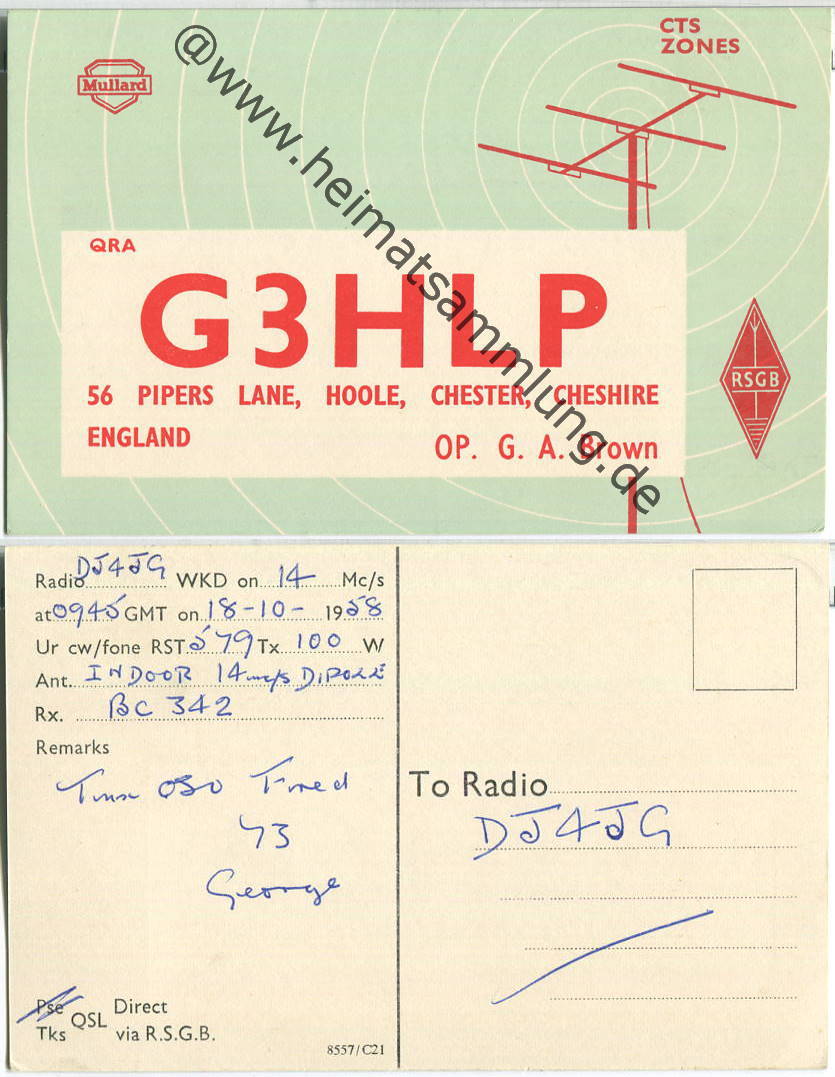 @www.heimatsammlung.de
CTS
ZONES
Mullard
QRA
G3HLP
56 PIPERS LANE, HOOLE, CHESTER, CHESHIRE
ENGLAND
OP. G. A. Brown
RSGB
Radio DJ4JG WKD on 14 Mc/s
at 0945 GMT on 18-10- 1958
Ur cw/fone RST 579 Tx 100 W
Ant. INDOOR 14mc/s DIPOLE
Rx. BC 342
Remarks
Tnx QSO Fred
73
George
To Radio
DJ4JG
Pse
Tks QSL Direct
via R.S.G.B.
8557/C21